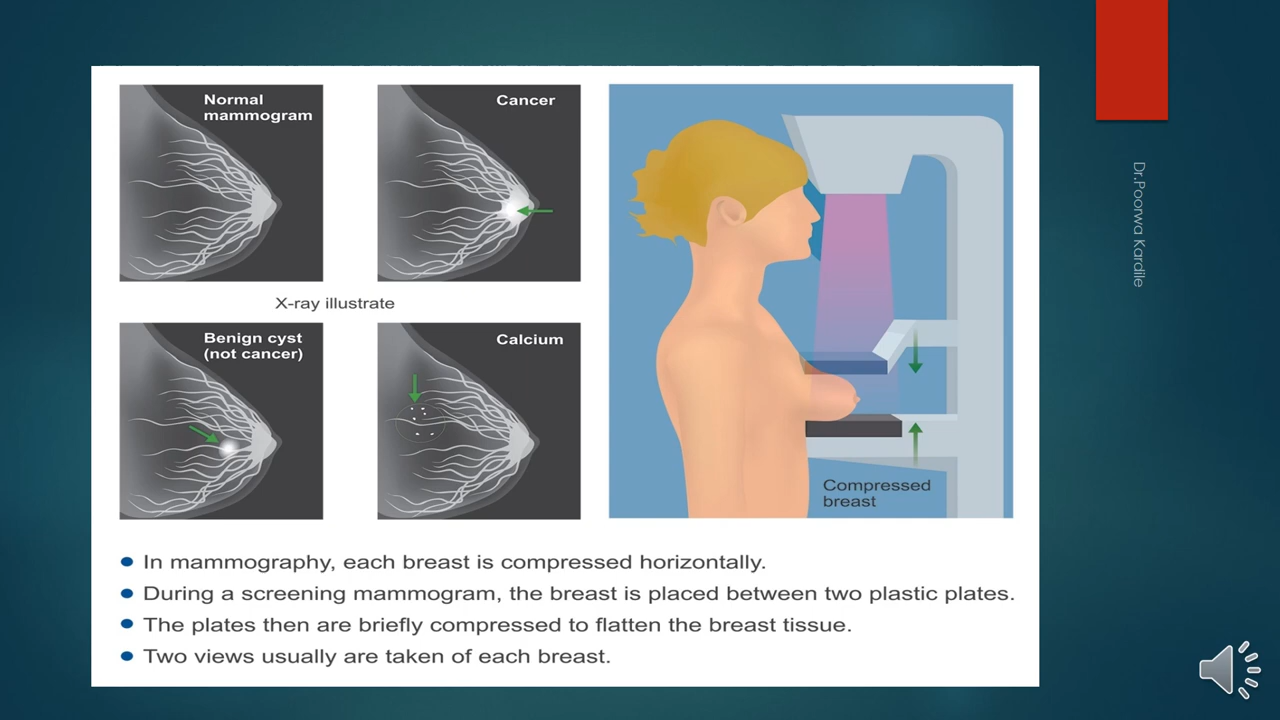 Normal
mammogram
Cancer
X-ray illustrate
Benign cyst
(not cancer)
Calcium
Compressed
breast
• In mammography, each breast is compressed horizontally.
• During a screening mammogram, the breast is placed between two plastic plates.
• The plates then are briefly compressed to flatten the breast tissue.
• Two views usually are taken of each breast.
Dr.Poorwa Kardile